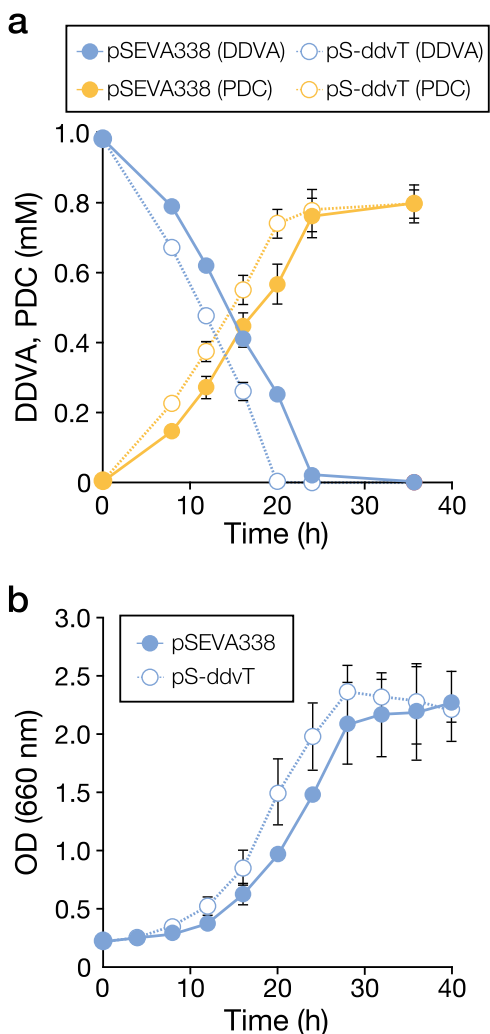 a
pSEVA338 (DDVA) pS-ddvT (DDVA)
pSEVA338 (PDC) pS-ddvT (PDC)
DDVA, PDC (mM)
1.0
0.8
0.6
0.4
0.2
0
0 10 20 30 40
Time (h)
b
pSEVA338
pS-ddvT
OD (660 nm)
3.0
2.5
2.0
1.5
1.0
0.5
0
0 10 20 30 40
Time (h)